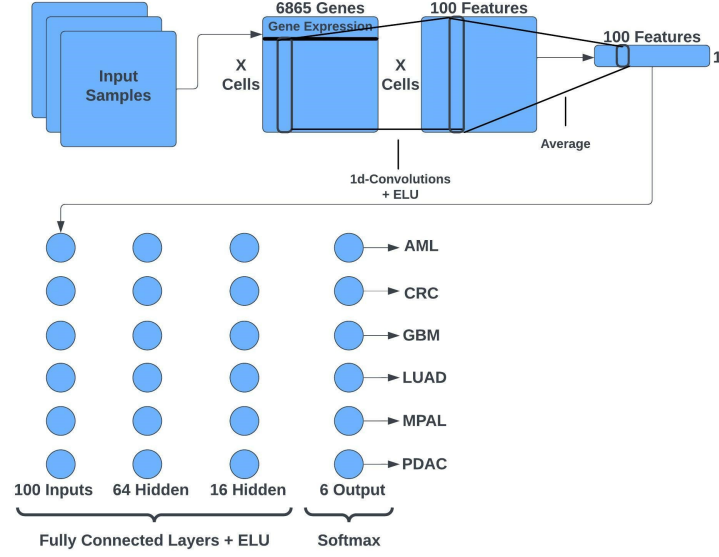 6865 Genes
100 Features
Gene Expression
100 Features
1
Input
Samples
X
Cells
X
Cells
Average
1d-Convolutions
+ ELU
AML
CRC
GBM
LUAD
MPAL
PDAC
100 Inputs
64 Hidden
16 Hidden
6 Output
Fully Connected Layers + ELU
Softmax